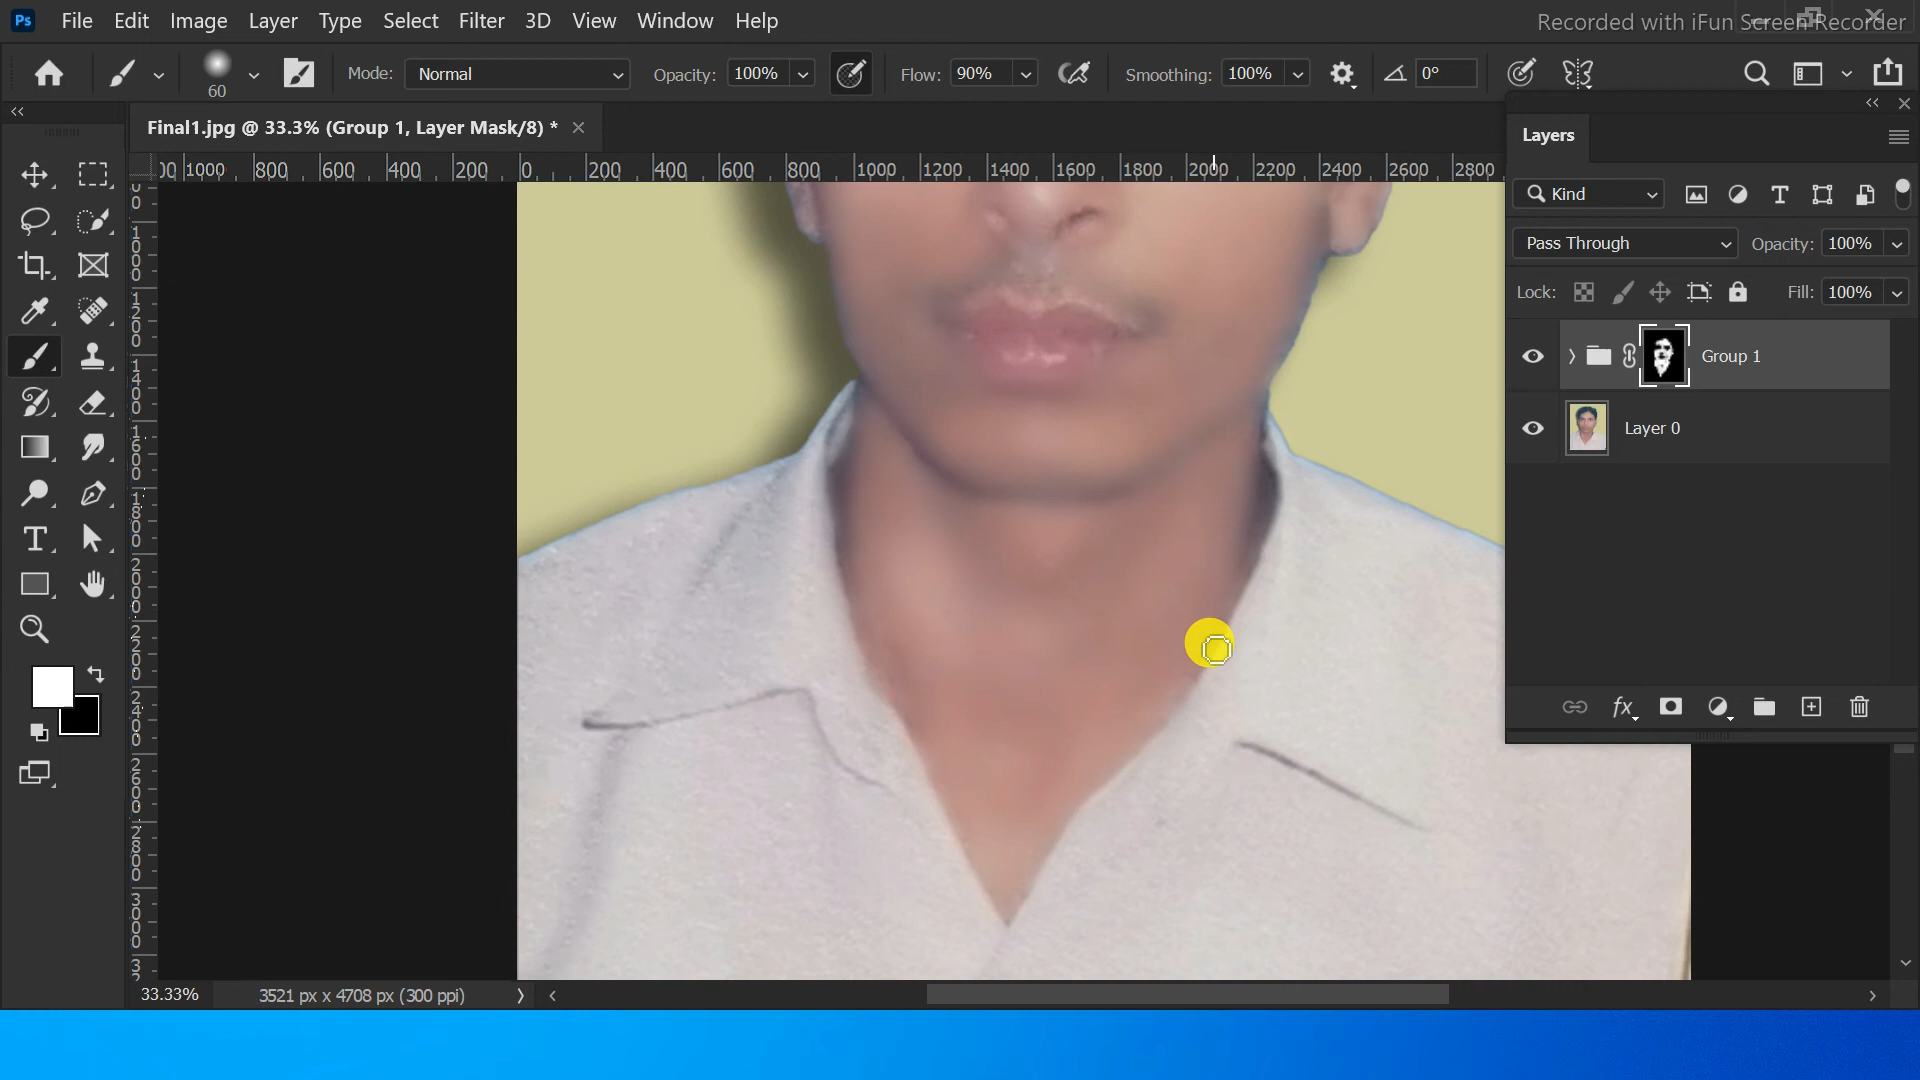 Ps File Edit Image Layer Type Select Filter 3D View Window Help
Recorded with iFun Screen Recorder
60 Mode: Normal Opacity: 100% Flow: 90% Smoothing: 100% 0°
Final1.jpg @ 33.3% (Group 1, Layer Mask/8) *
00 1000 800 600 400 200 0 200 400 600 800 1000 1200 1400 1600 1800 2000 2200 2400 2600 2800
Layers
Kind
Pass Through Opacity: 100%
Lock: Fill: 100%
Group 1
Layer 0
fx
33.33% 3521 px x 4708 px (300 ppi)